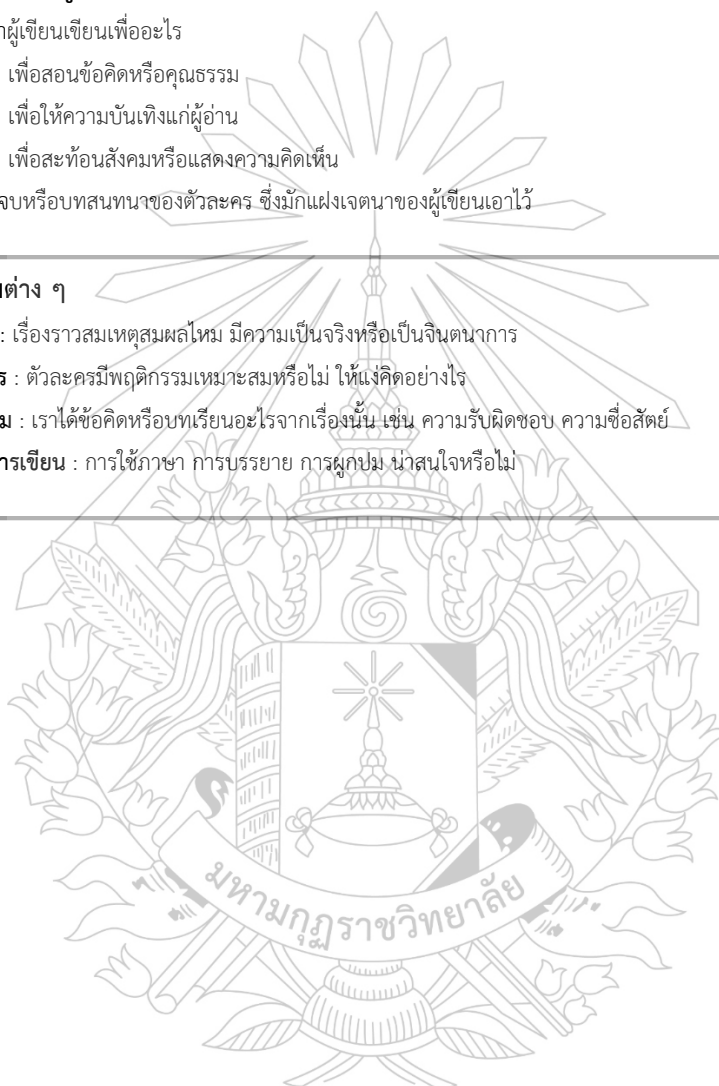 ผู้เขียนเขียนเพื่ออะไร
เพื่อสอนข้อคิดหรือคุณธรรม
เพื่อให้ความบันเทิงแก่ผู้อ่าน
เพื่อสะท้อนสังคมหรือแสดงความคิดเห็น
จบหรือบทสนทนาของตัวละคร ซึ่งมักแฝงเจตนาของผู้เขียนเอาไว้
ต่าง ๆ
: เรื่องราวสมเหตุสมผลไหม มีความเป็นจริงหรือเป็นจินตนาการ
ร : ตัวละครมีพฤติกรรมเหมาะสมหรือไม่ ให้แง่คิดอย่างไร
ม : เราได้ข้อคิดหรือบทเรียนอะไรจากเรื่องนั้น เช่น ความรับผิดชอบ ความซื่อสัตย์
ารเขียน : การใช้ภาษา การบรรยาย การผูกปม น่าสนใจหรือไม่
มหามกุฏราชวิทยาลัย